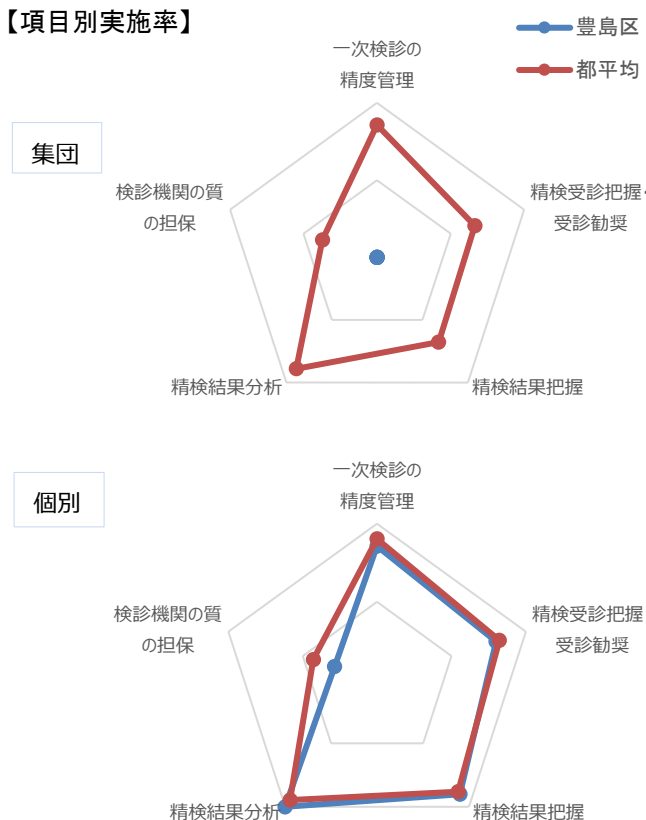 【項目別実施率】
豊島区
都平均
集団
一次検診の
精度管理
検診機関の質
の担保
精検受診把握・
受診勧奨
精検結果分析
精検結果把握
個別
一次検診の
精度管理
検診機関の質
の担保
精検受診把握
受診勧奨
精検結果分析
精検結果把握